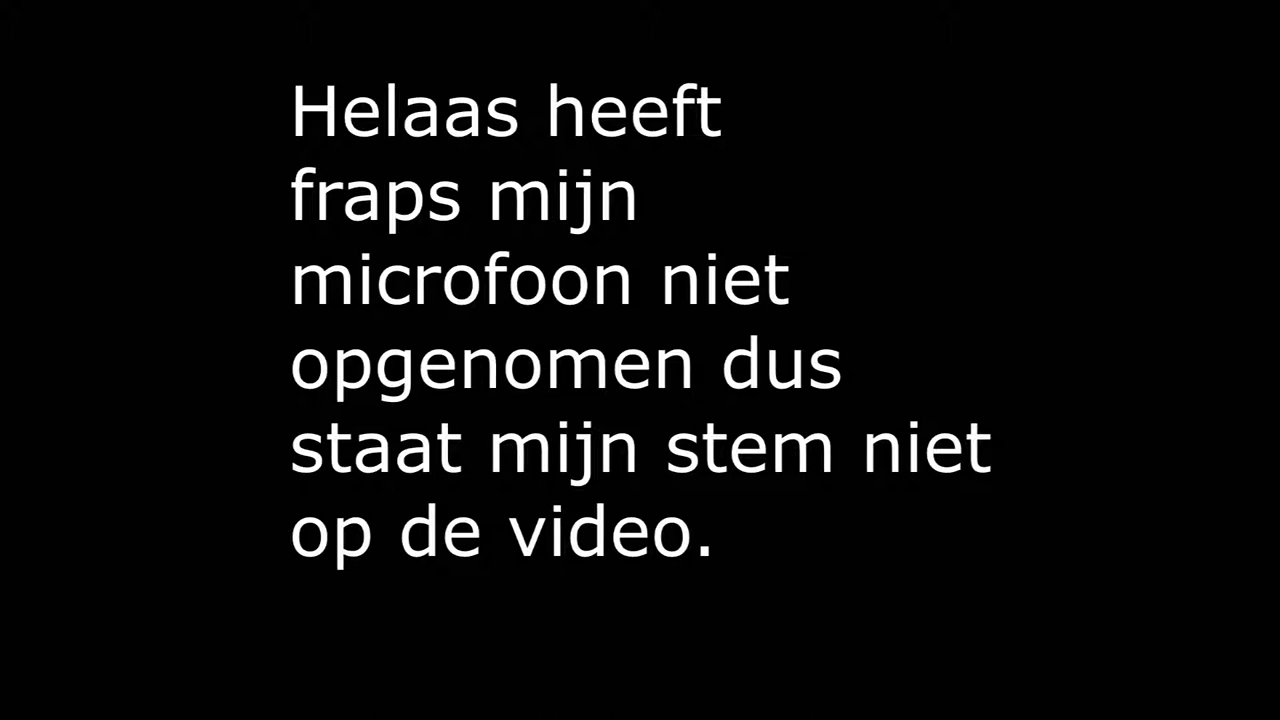 Helaas heeft
fraps mijn
microfoon niet
opgenomen dus
staat mijn stem niet
op de video.